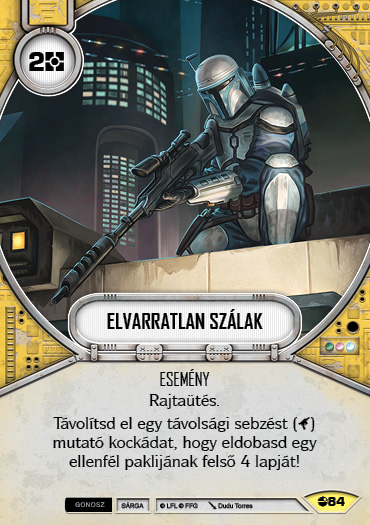 2
ELVARRATLAN SZÁLAK
ESEMÉNY
Rajtaütés.
Távolítsd el egy távolsági sebzést ( )
mutató kockádat, hogy eldobasd egy
ellenfél paklijának felső 4 lapját!
GONOSZ SÁRGA © LFL © FFG Dudu Torres 84